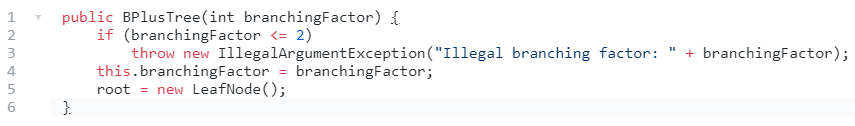 1 public BPlusTree(int branchingFactor) {
2     if (branchingFactor <= 2)
3         throw new IllegalArgumentException("Illegal branching factor: " + branchingFactor);
4     this.branchingFactor = branchingFactor;
5     root = new LeafNode();
6 }